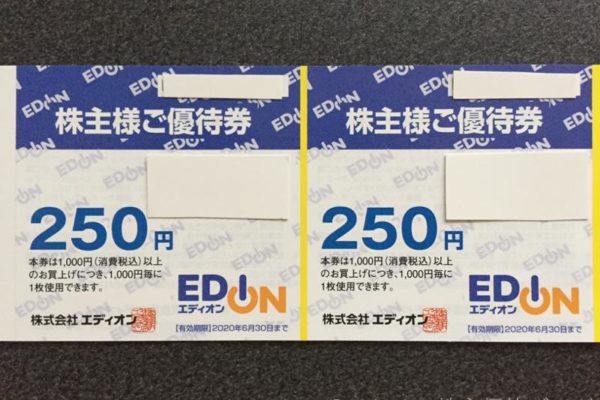 EDION
株主様ご優待券
250円
本券は1,000円(消費税込)以上
のお買上げにつき、1,000円毎に
1枚使用できます。
EDION
エディオン
株式会社 エディオン
【有効期限】2020年6月30日まで
EDION
株主様ご優待券
250円
本券は1,000円(消費税込)以上
のお買上げにつき、1,000円毎に
1枚使用できます。
EDION
エディオン
株式会社 エディオン
【有効期限】2020年6月30日まで